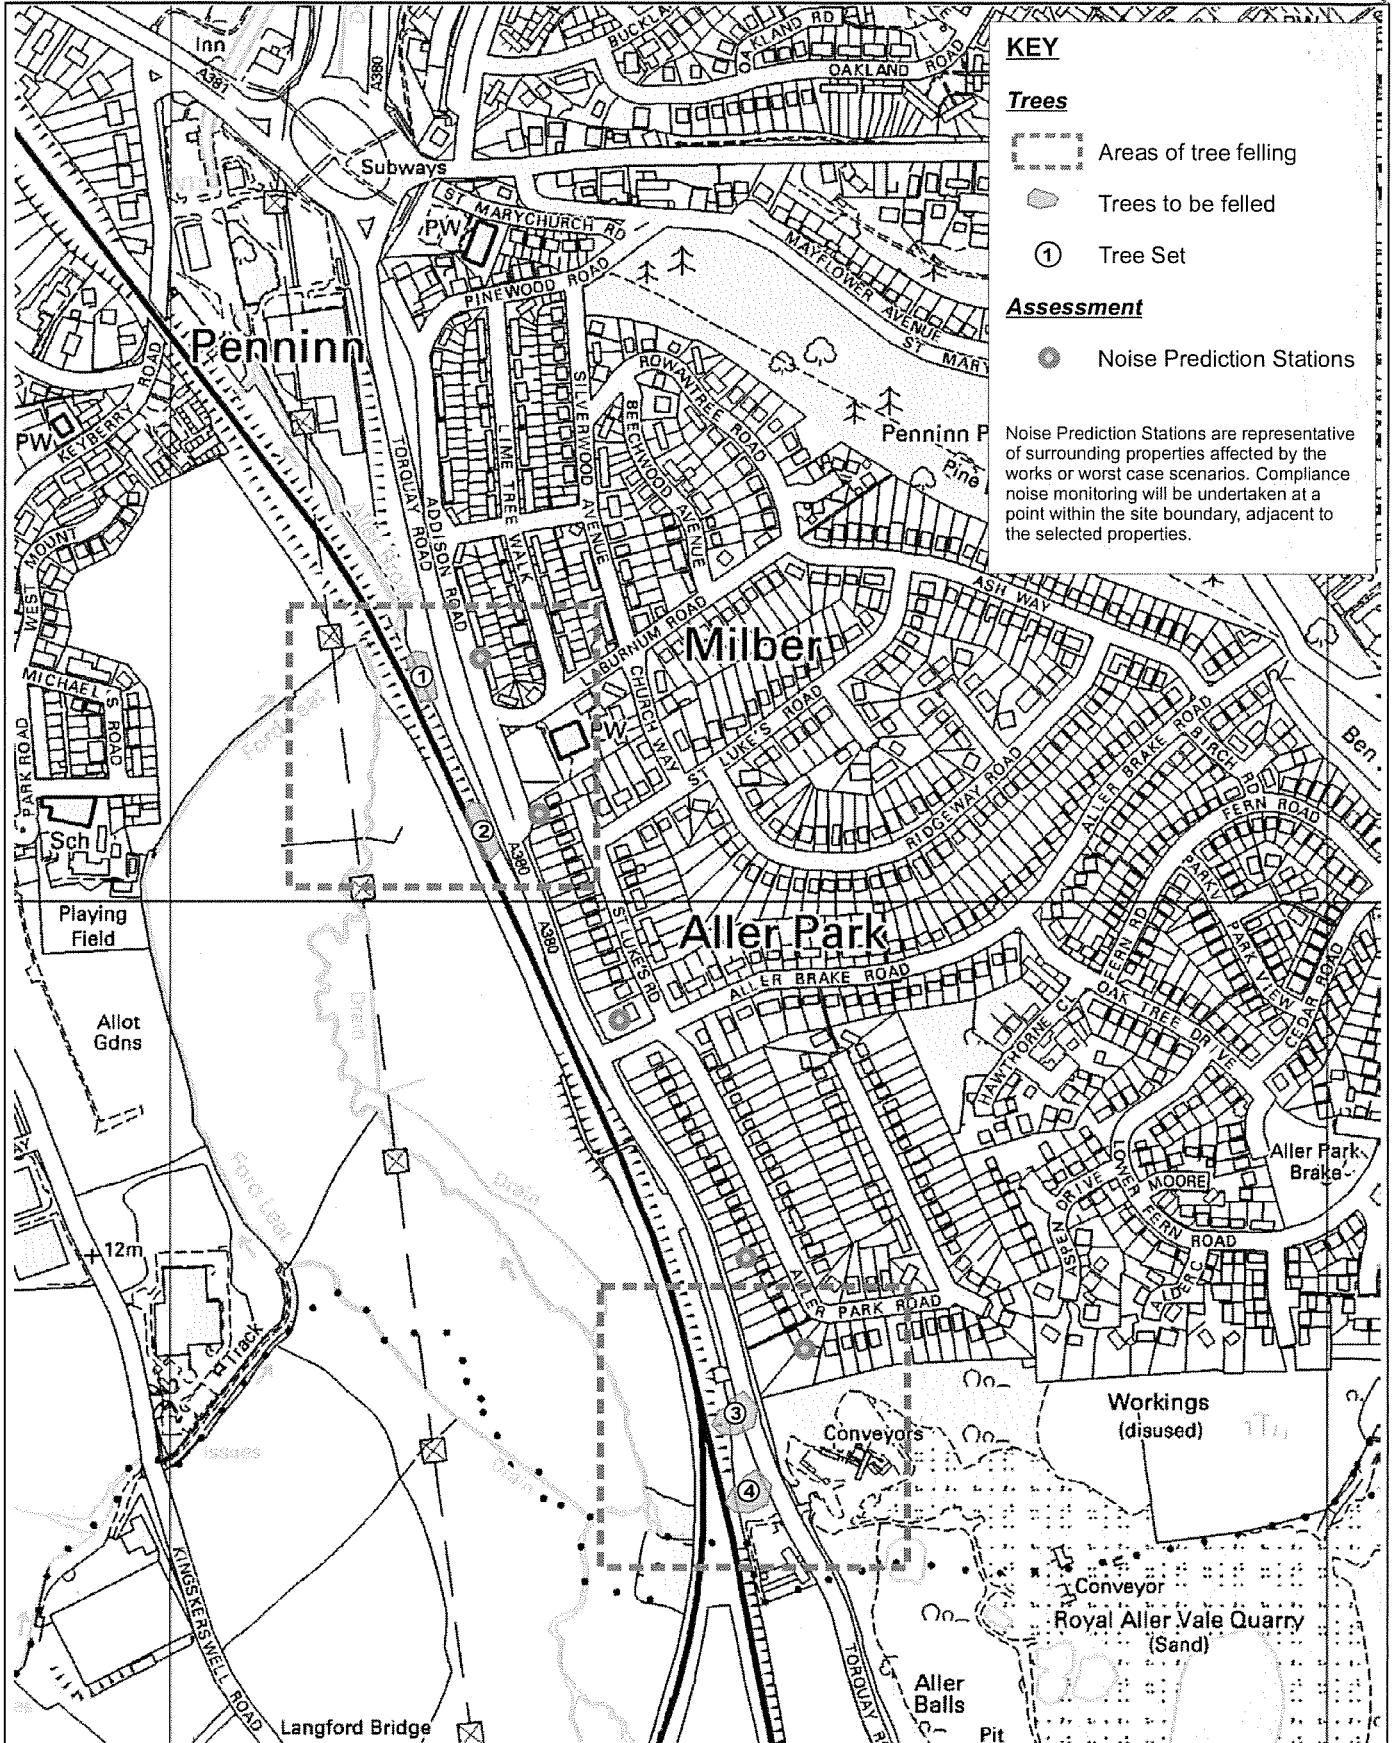 KEY
Trees
Areas of tree felling
Trees to be felled
1 Tree Set
Assessment
Noise Prediction Stations
Noise Prediction Stations are representative
of surrounding properties affected by the
works or worst case scenarios. Compliance
noise monitoring will be undertaken at a
point within the site boundary, adjacent to
the selected properties.
Inn
A381
A380
OAKLAND RD
OAKLAND ROAD
Subways
ST MARYCHURCH RD
PW
PINEWOOD ROAD
MAYFLOWER AVENUE
ST MARY
Penninn
ROAD
KEYBERRY
PW
ROWANTREE ROAD
SILVERWOOD AVENUE
BEECHWOOD AVENUE
LIME TREE WALK
TORQUAY ROAD
ADDISON ROAD
Penninn P
Pine
WEST MOUNT
ASH WAY
LABURNUM ROAD
Milber
1
CHURCH WAY
PW
ST LUKE'S ROAD
MICHAEL'S ROAD
PARK ROAD
Ford Leat
RIDGEWAY ROAD
ALLER BRAKE ROAD
BIRCH RD
FERN ROAD
Ben
Sch
2
A380
Playing
Field
A380
ST LUKE'S RD
Aller Park
ALLER BRAKE ROAD
FERN RD
PARK VIEW
CEDAR ROAD
OAK TREE DRIVE
HAWTHORNE CL
Drain
Allot
Gdns
Drain
Aller Park
Brake
ASPEN DRIVE
LOWER FERN ROAD
MOORE
ALDER C
12m
Track
Issues
Drain
ALLER PARK ROAD
3
Conveyors
4
Workings
(disused)
Conveyor
Royal Aller Vale Quarry
(Sand)
KINGSKERSWELL ROAD
Langford Bridge
TORQUAY R
Aller
Balls
Pit